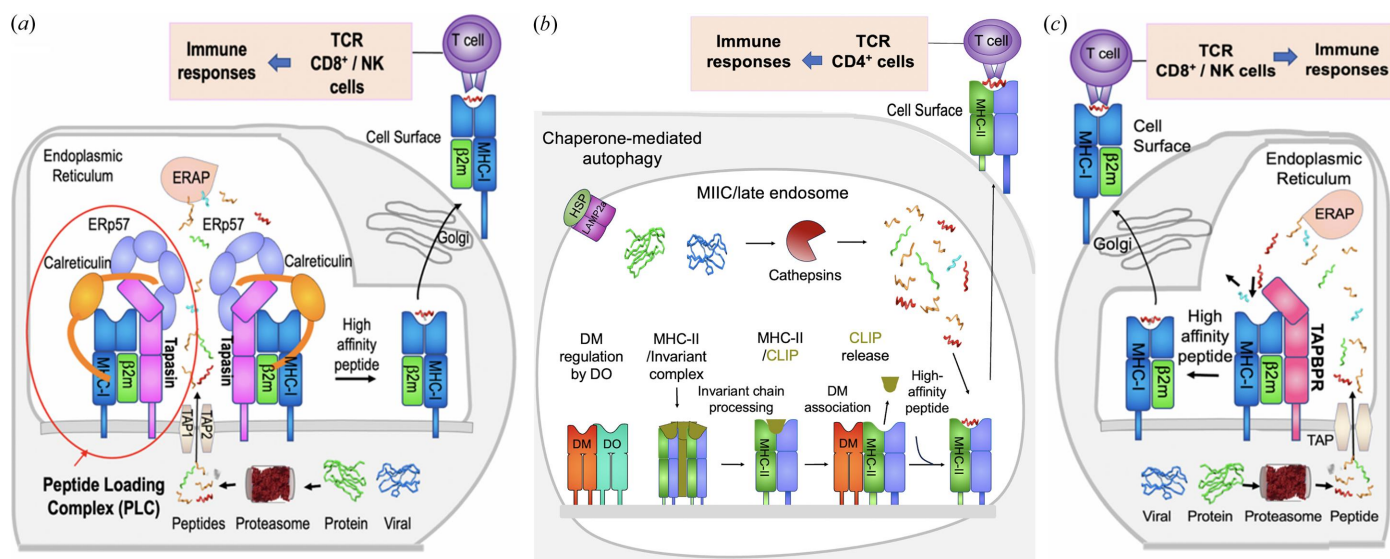 (a)
Immune
responses
TCR
CD8⁺ / NK
cells
T cell
Cell Surface
MHC-I
β2m
Endoplasmic
Reticulum
ERAP
ERp57
ERp57
Calreticulin
Calreticulin
Golgi
MHC-I
β2m
Tapasin
Tapasin
β2m
MHC-I
High
affinity
peptide
β2m
MHC-I
TAP1
TAP2
Peptide Loading
Complex (PLC)
Peptides
Proteasome
Protein
Viral
(b)
Immune
responses
TCR
CD4⁺ cells
T cell
Cell Surface
MHC-II
Chaperone-mediated
autophagy
HSP
LAMP2a
MIIC/late endosome
Cathepsins
DM
regulation
by DO
MHC-II
/Invariant
complex
MHC-II
/CLIP
CLIP
release
Invariant chain
processing
DM
association
High-
affinity
peptide
DM
DO
MHC-II
DM
MHC-II
MHC-II
(c)
T cell
TCR
CD8⁺ / NK cells
Immune
responses
MHC-I
β2m
Cell
Surface
Endoplasmic
Reticulum
ERAP
Golgi
High
affinity
peptide
MHC-I
β2m
MHC-I
β2m
TAPBPR
TAP
Viral
Protein
Proteasome
Peptide